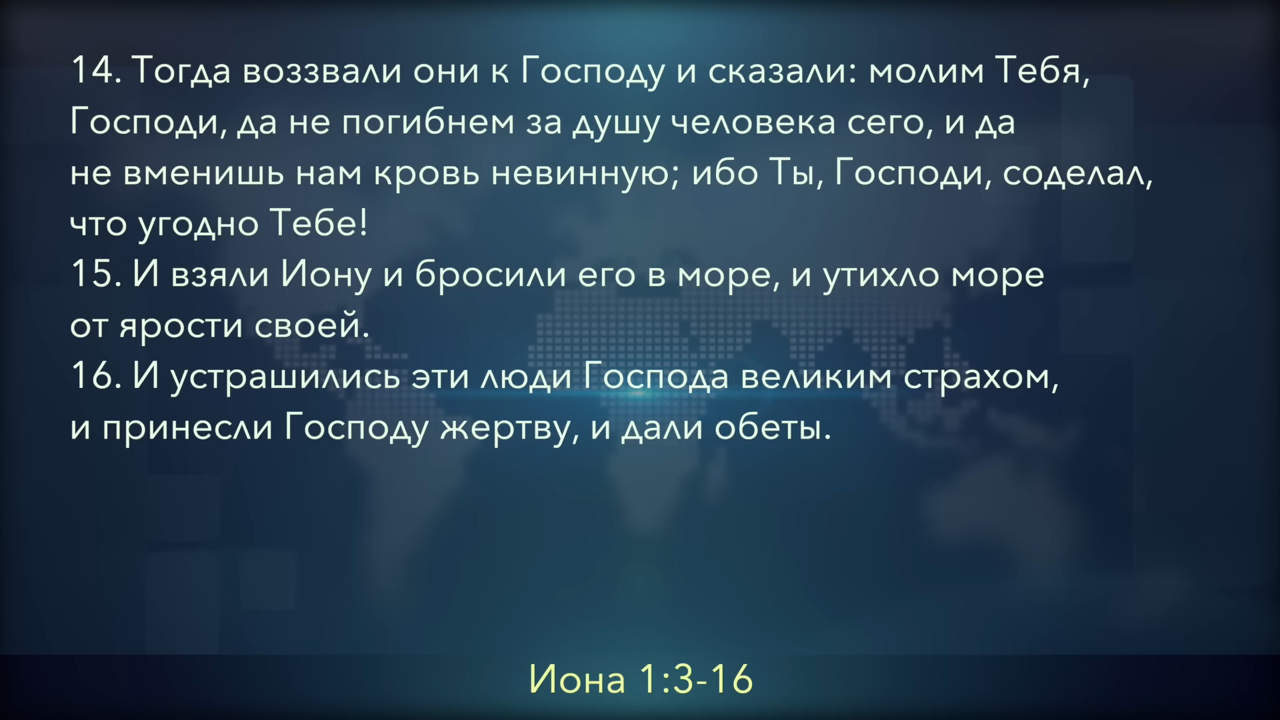 14. Тогда воззвали они к Господу и сказали: молим Тебя,
Господи, да не погибнем за душу человека сего, и да
не вменишь нам кровь невинную; ибо Ты, Господи, соделал,
что угодно Тебе!
15. И взяли Иону и бросили его в море, и утихло море
от ярости своей.
16. И устрашились эти люди Господа великим страхом,
и принесли Господу жертву, и дали обеты.
Иона 1:3-16